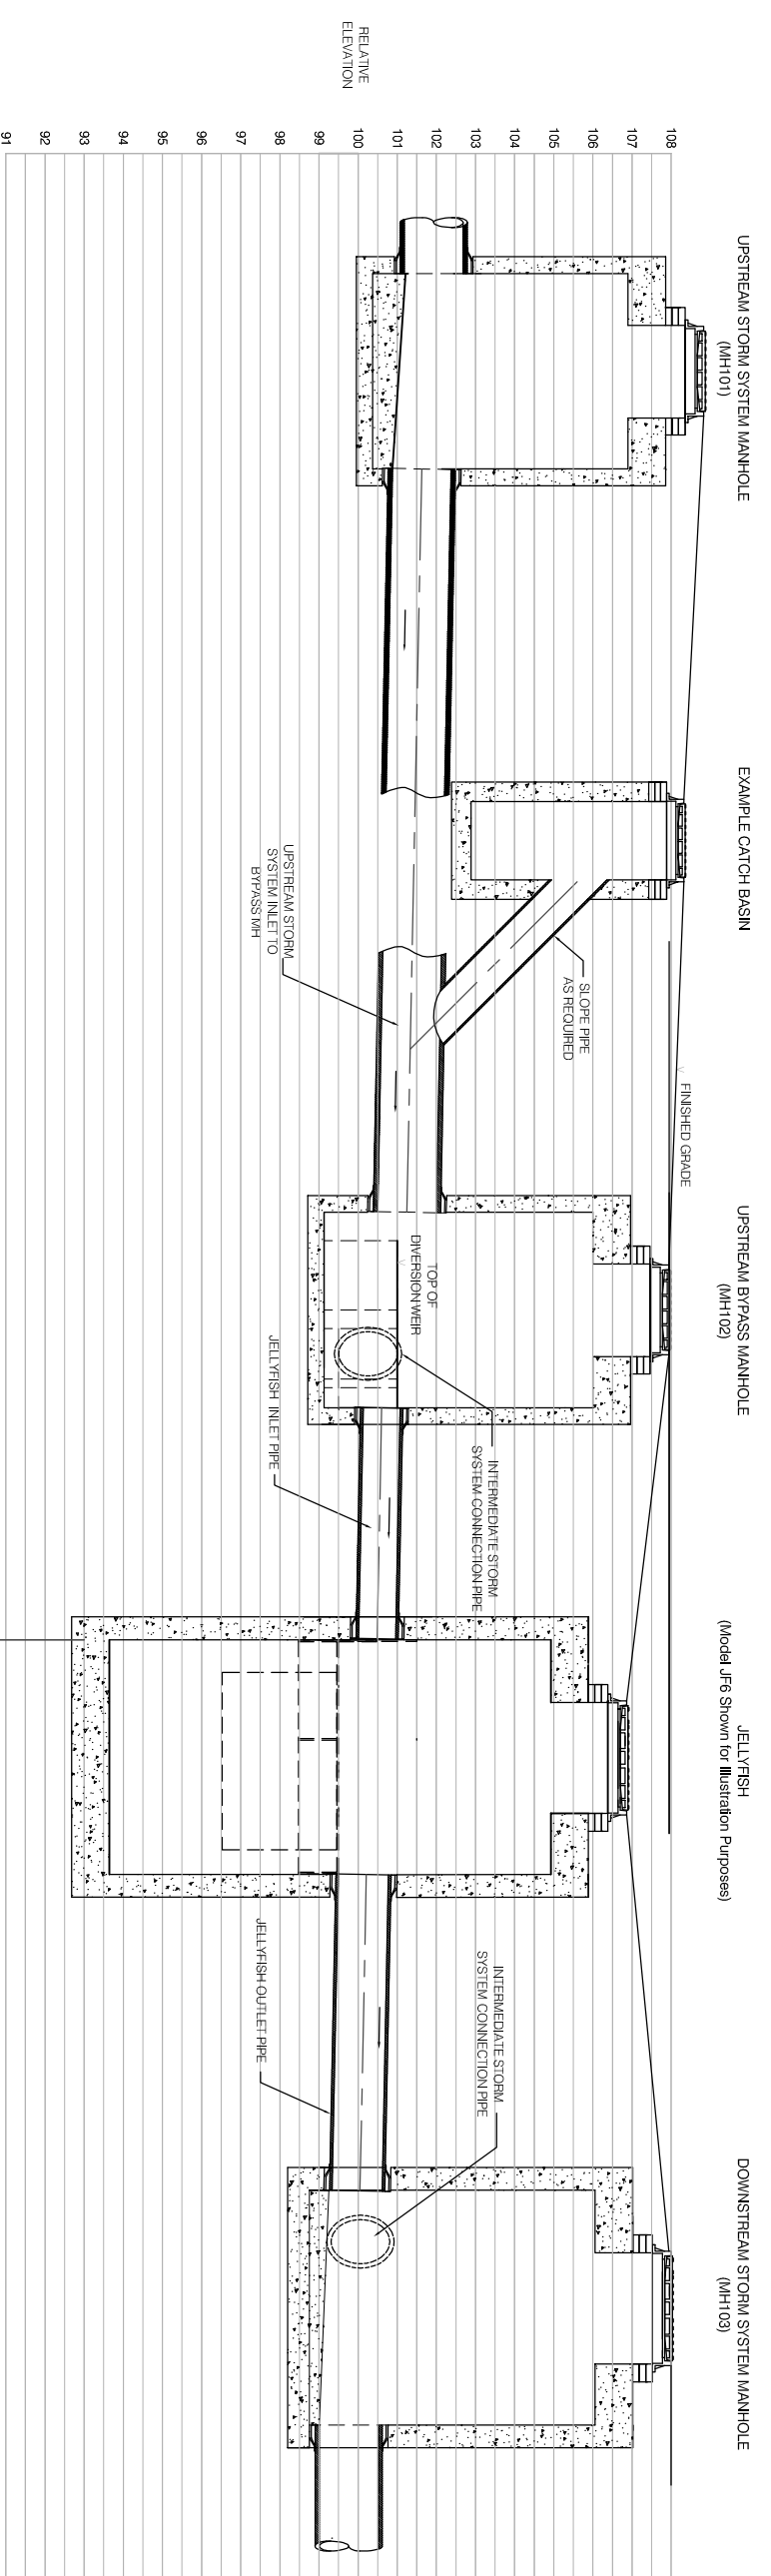 UPSTREAM STORM SYSTEM MANHOLE
(MH101)
EXAMPLE CATCH BASIN
UPSTREAM BYPASS MANHOLE
(MH102)
JELLYFISH
(Model JF6 Shown for Illustration Purposes)
DOWNSTREAM STORM SYSTEM MANHOLE
(MH103)
RELATIVE
ELEVATION
108
107
106
105
104
103
102
101
100
99
98
97
96
95
94
93
92
91
FINISHED GRADE
SLOPE PIPE
AS REQUIRED
UPSTREAM STORM
SYSTEM INLET TO
BYPASS MH
TOP OF
DIVERSION WEIR
INTERMEDIATE STORM
SYSTEM CONNECTION PIPE
JELLYFISH INLET PIPE
INTERMEDIATE STORM
SYSTEM CONNECTION PIPE
JELLYFISH OUTLET PIPE